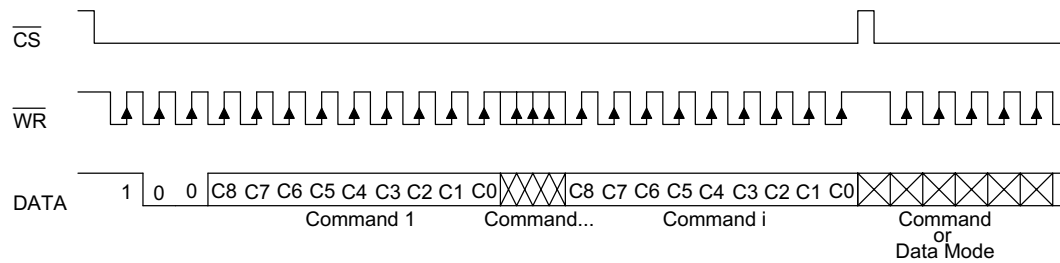 CS
WR
DATA 1 0 0 C8 C7 C6 C5 C4 C3 C2 C1 C0 C8 C7 C6 C5 C4 C3 C2 C1 C0
Command 1 Command... Command i Command
or
Data Mode